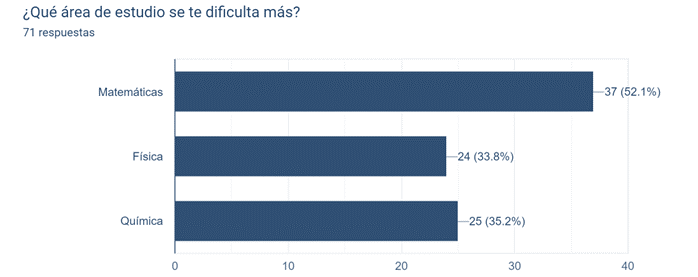 ¿Qué área de estudio se te dificulta más?
71 respuestas
Matemáticas
37 (52.1%)
Física
24 (33.8%)
Química
25 (35.2%)
0
10
20
30
40